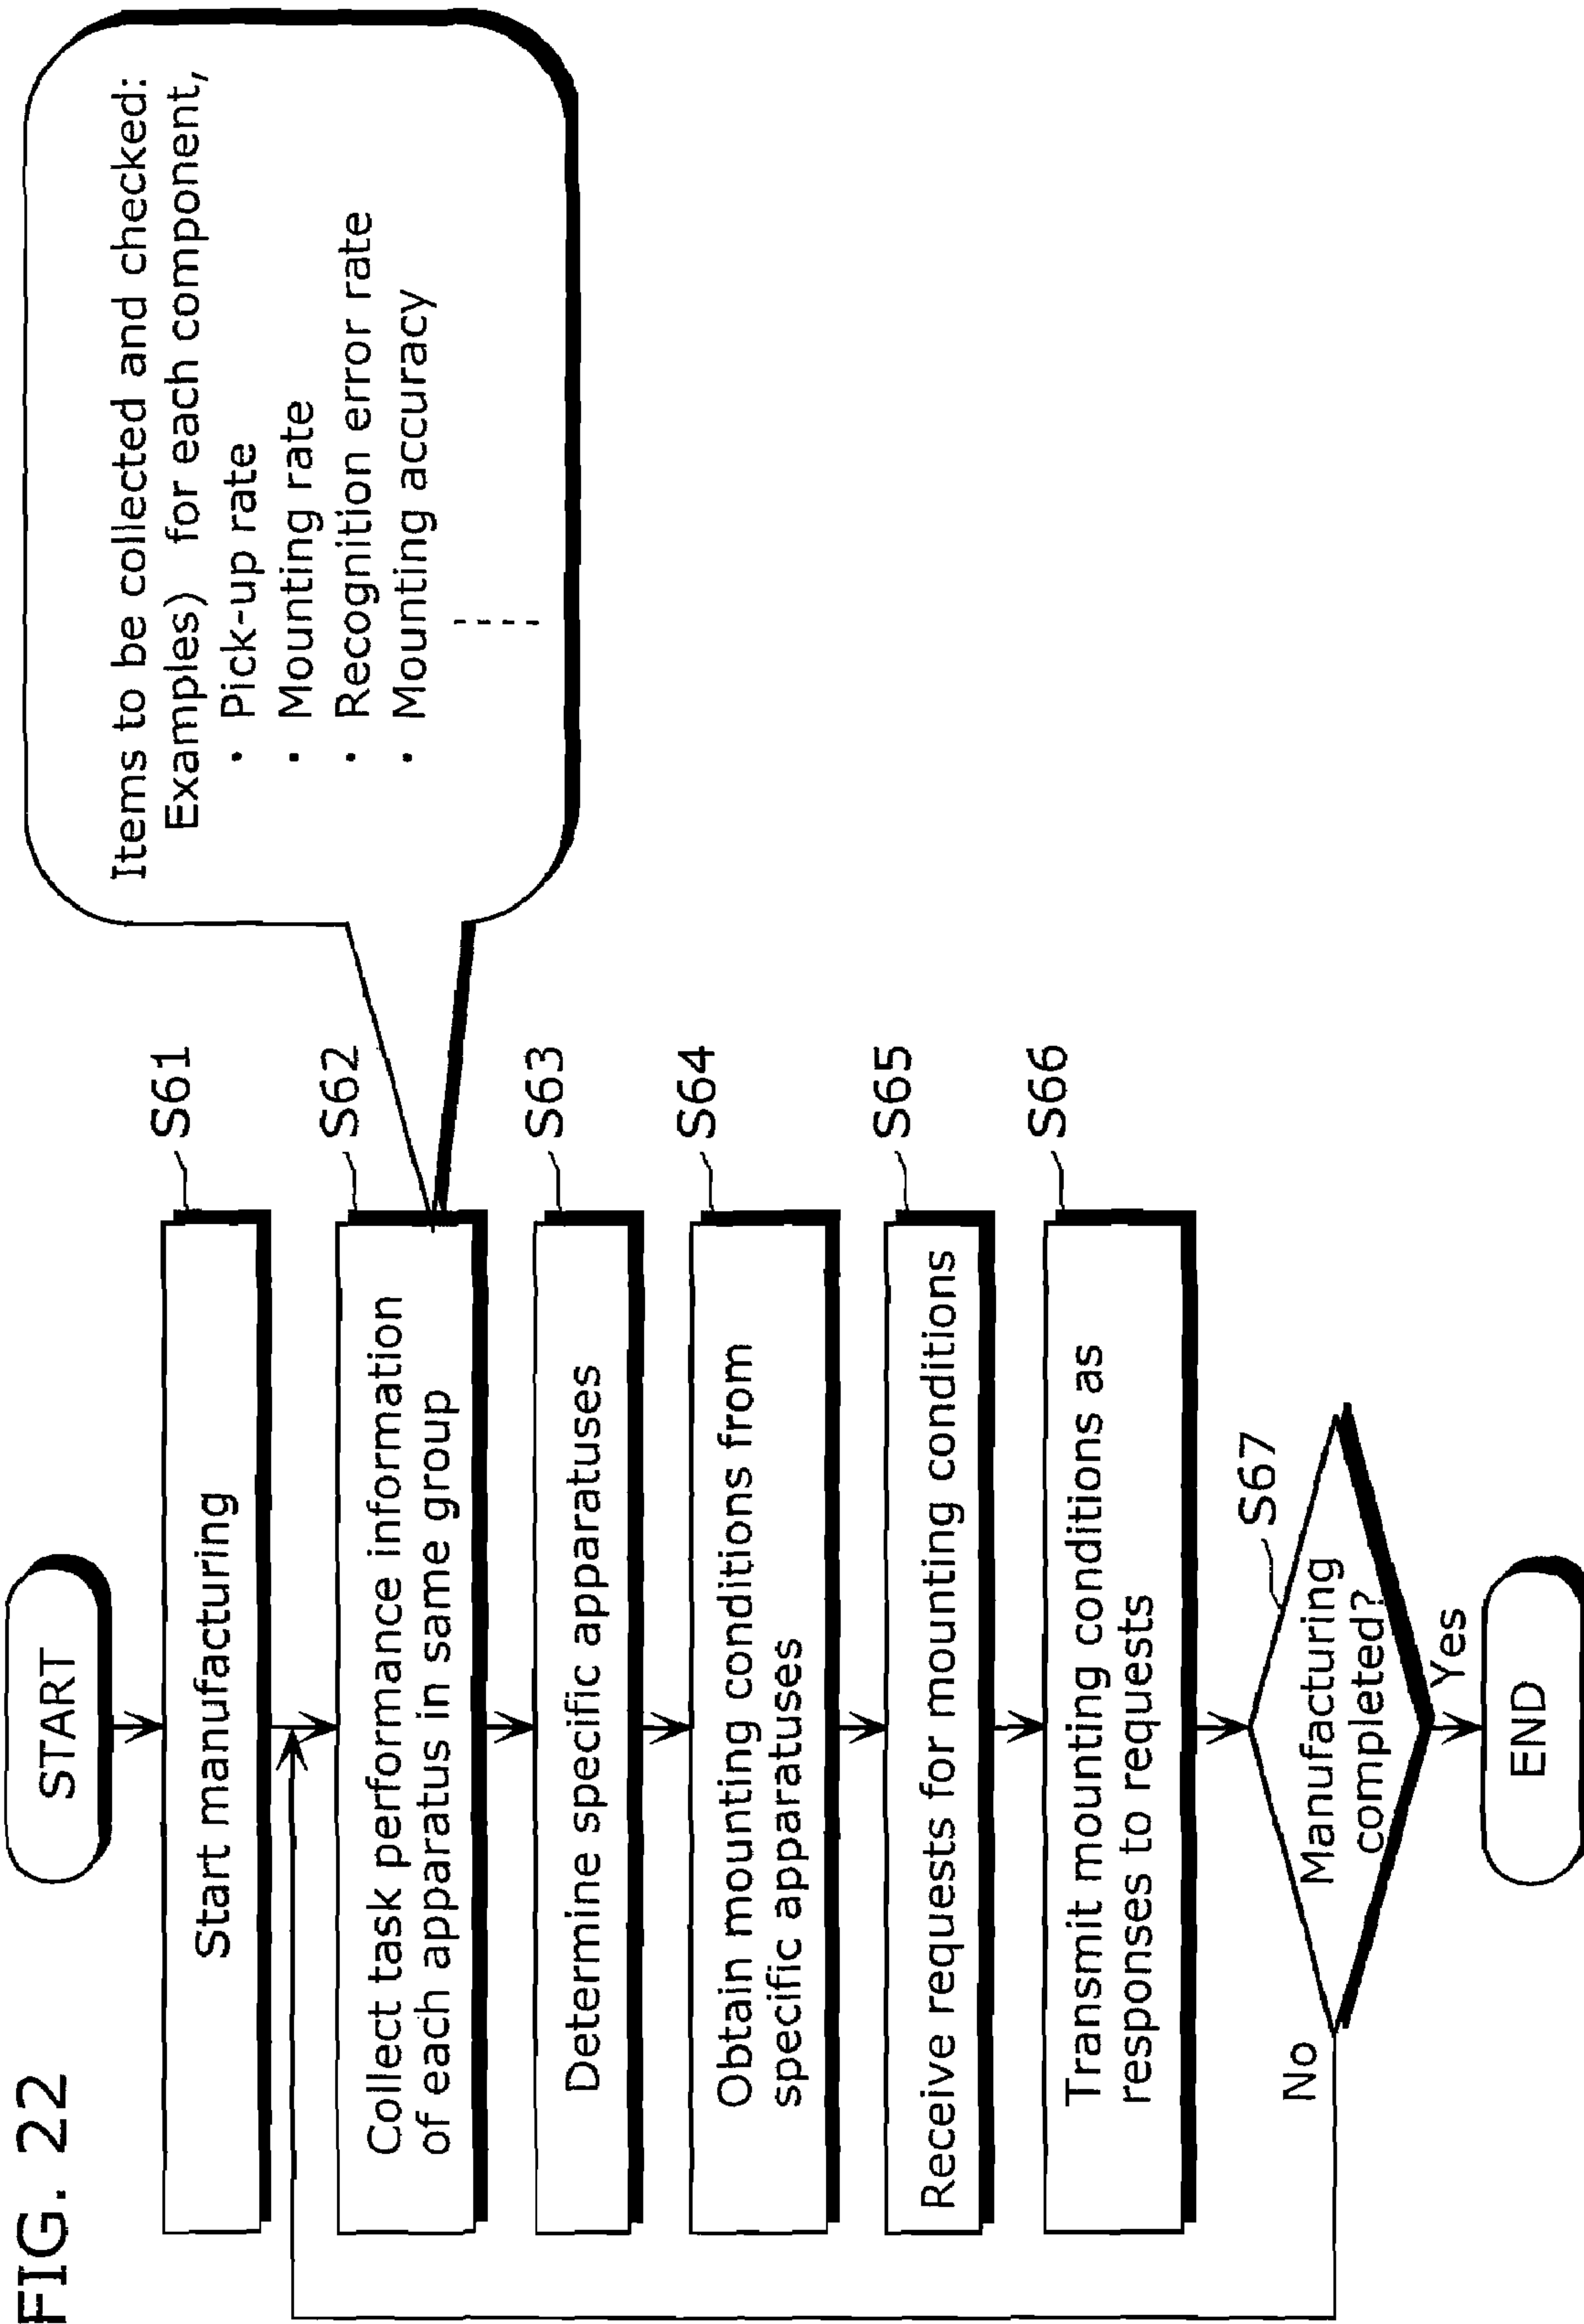 FIG. 22
START
Start manufacturing
S61
Collect task performance information
of each apparatus in same group
S62
Items to be collected and checked:
Examples) for each component,
· Pick-up rate
· Mounting rate
· Recognition error rate
· Mounting accuracy
Determine specific apparatuses
S63
Obtain mounting conditions from
specific apparatuses
S64
Receive requests for mounting conditions
S65
Transmit mounting conditions as
responses to requests
S66
Manufacturing
completed?
S67
No
Yes
END